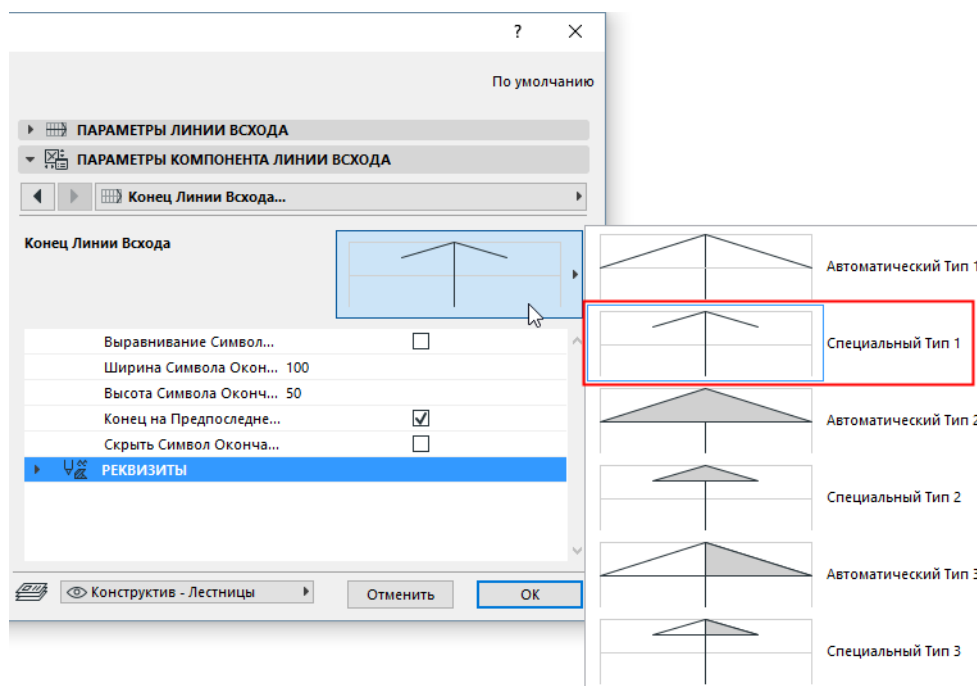 ?
По умолчанию
ПАРАМЕТРЫ ЛИНИИ ВСХОДА
ПАРАМЕТРЫ КОМПОНЕНТА ЛИНИИ ВСХОДА
Конец Линии Всхода...
Конец Линии Всхода
Выравнивание Символ...
Ширина Символа Окон... 100
Высота Символа Оконч... 50
Конец на Предпоследне...
Скрыть Символ Оконча...
РЕКВИЗИТЫ
Конструктив - Лестницы
Отменить
ОК
Автоматический Тип 1
Специальный Тип 1
Автоматический Тип 2
Специальный Тип 2
Автоматический Тип 3
Специальный Тип 3